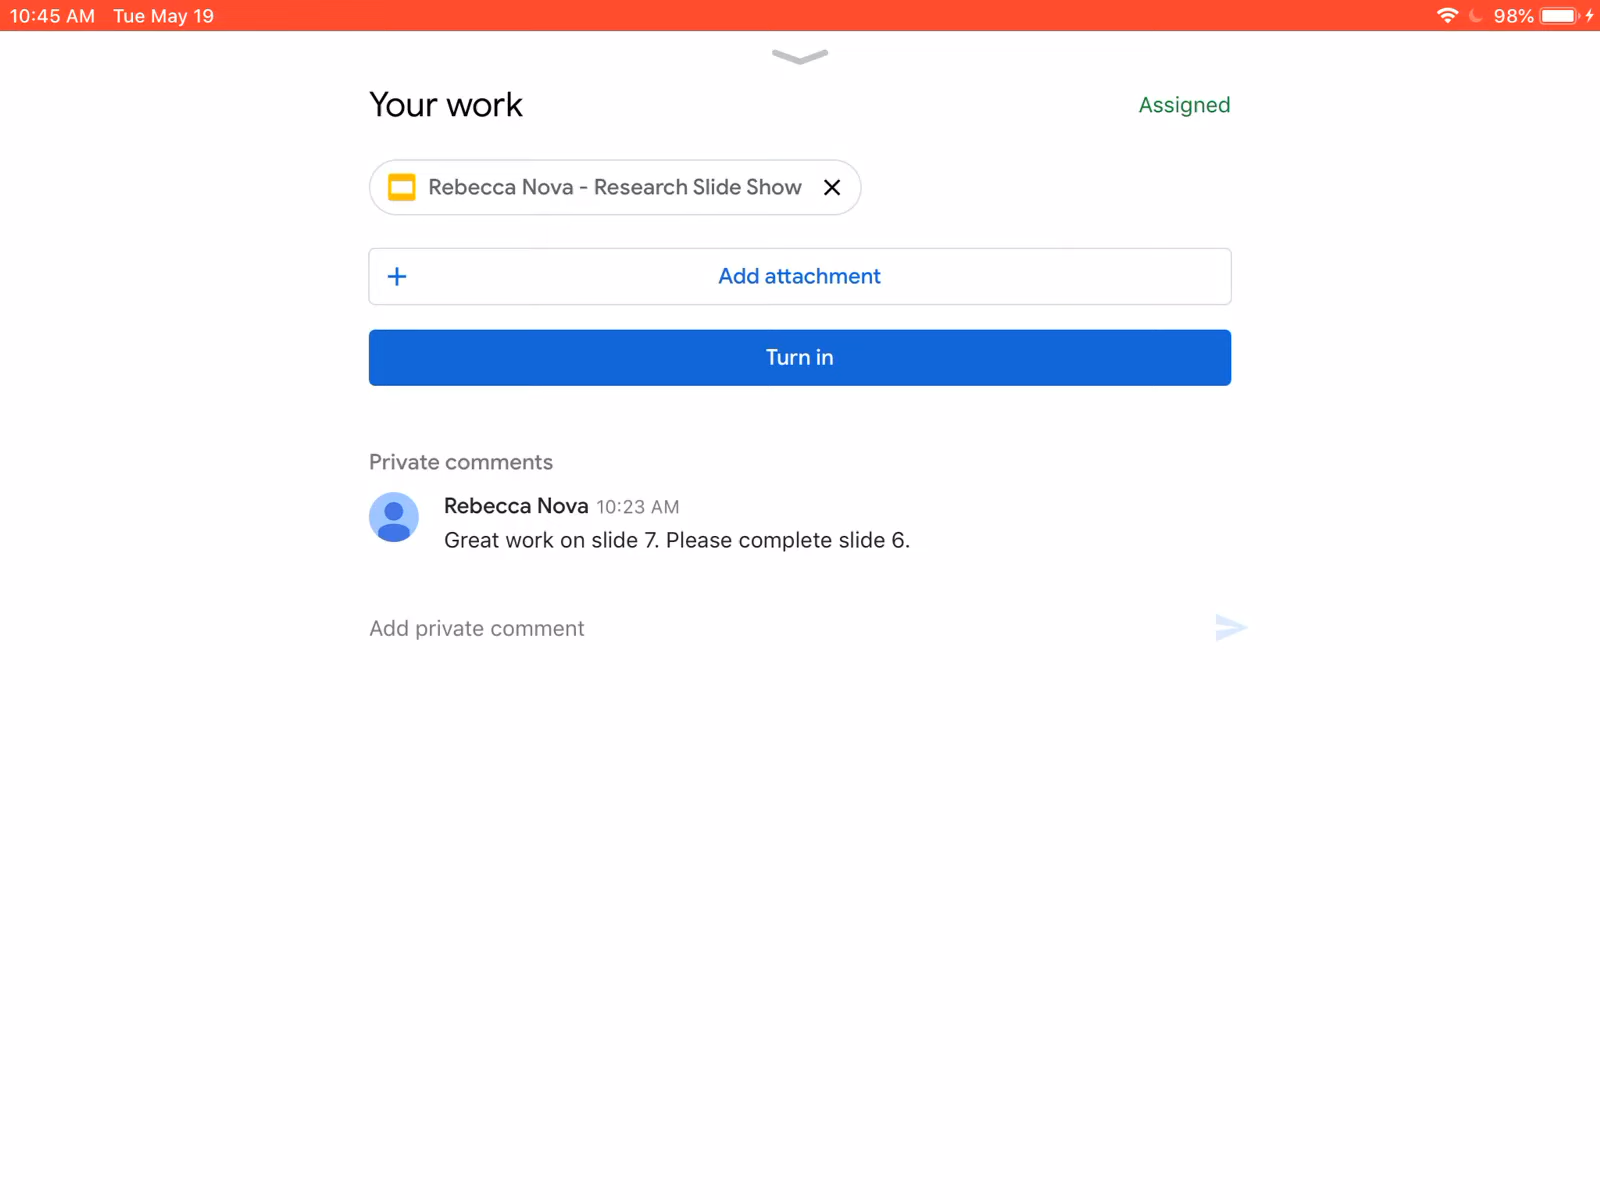 10:45 AM Tue May 19 98%
Your work Assigned
Rebecca Nova - Research Slide Show
Add attachment
Turn in
Private comments
Rebecca Nova 10:23 AM
Great work on slide 7. Please complete slide 6.
Add private comment